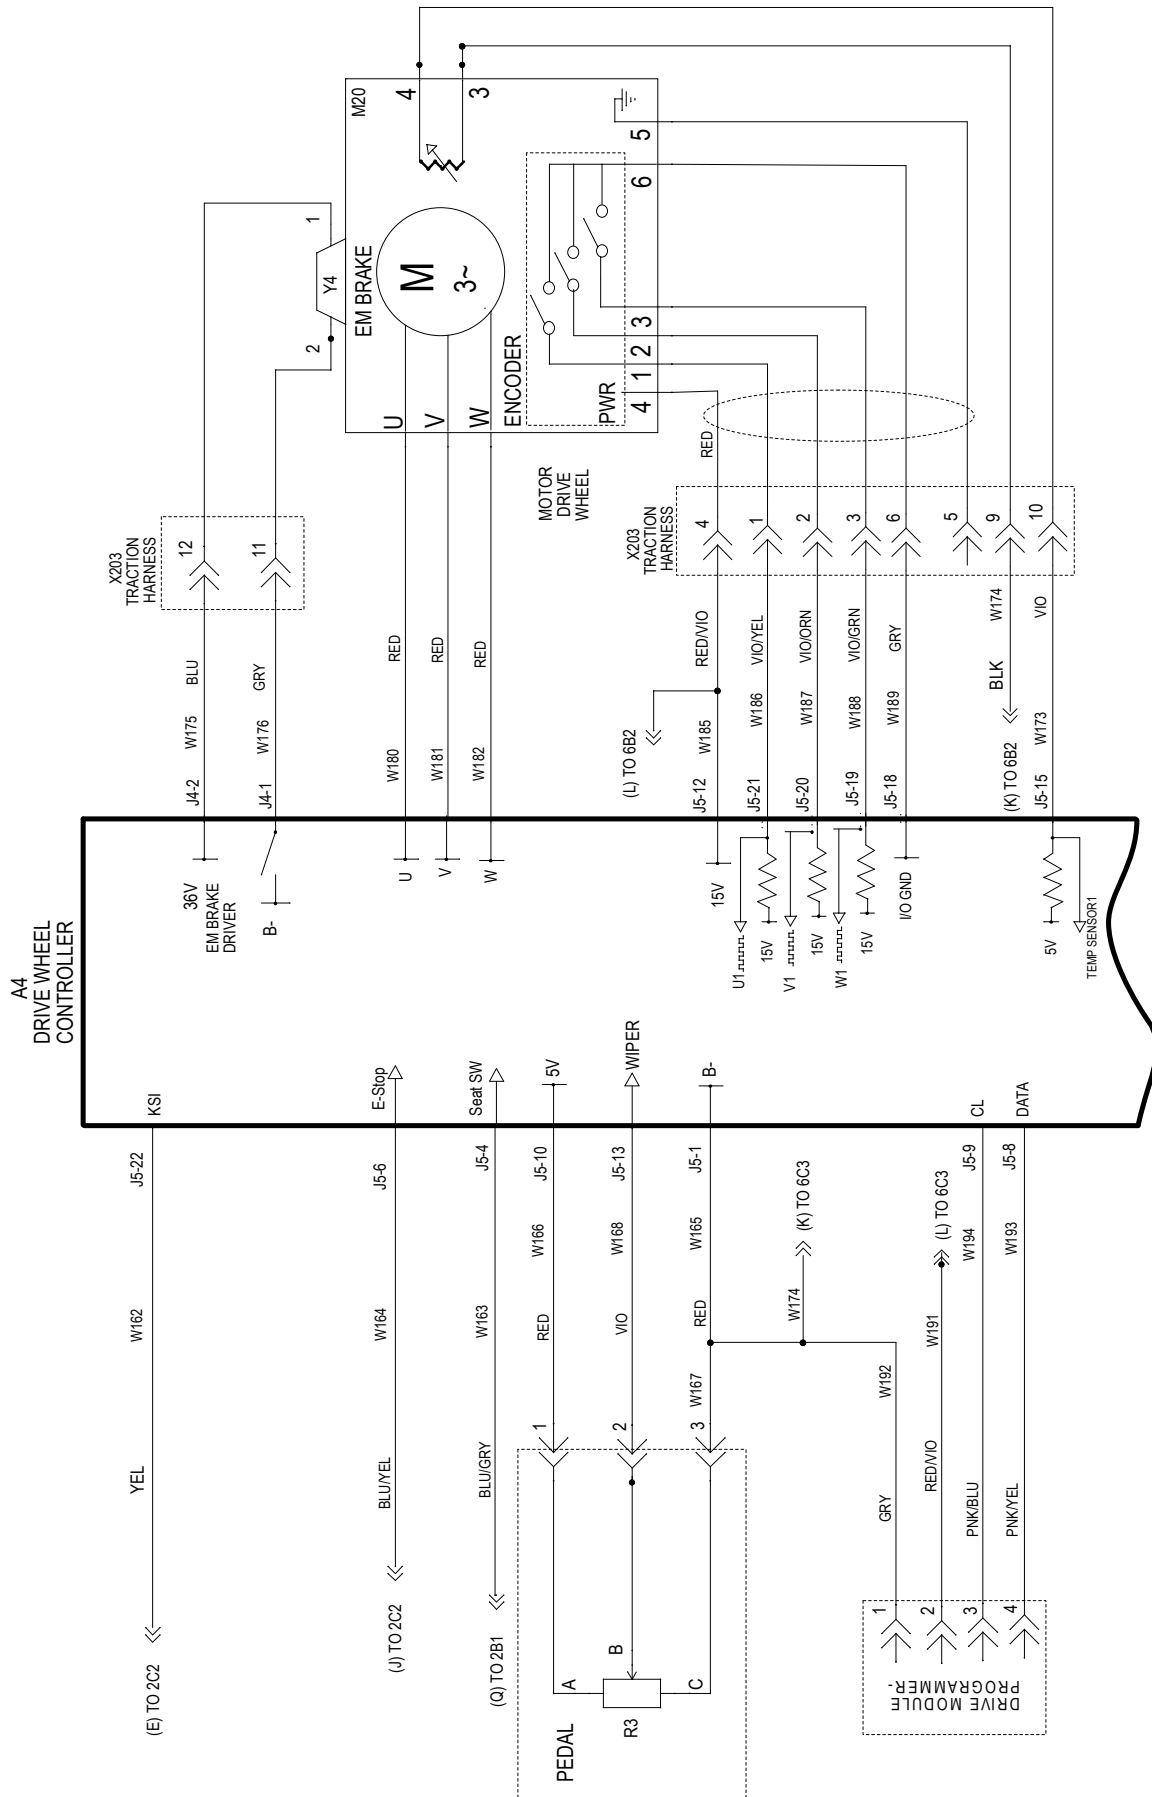 M20
4
3
5
6
1
Y4
2
EM BRAKE
M
3~
ENCODER
PWR
3
2
1
4
U
V
W
MOTOR
DRIVE
WHEEL
RED
X203
TRACTION
HARNESS
12
11
X203
TRACTION
HARNESS
4
1
2
3
6
5
9
10
BLU
GRY
RED
RED
RED
RED/VIO
VIO/YEL
VIO/ORN
VIO/GRN
GRY
W174
VIO
BLK
W175
W176
W180
W181
W182
(L) TO 6B2
W185
W186
W187
W188
W189
(K) TO 6B2
W173
J4-2
J4-1
J5-12
J5-21
J5-20
J5-19
J5-18
J5-15
36V
EM BRAKE
DRIVER
B-
U
V
W
15V
U1
15V
V1
15V
W1
15V
I/O GND
5V
TEMP SENSOR1
A4
DRIVE WHEEL
CONTROLLER
KSI
E-Stop
Seat SW
5V
WIPER
B-
CL
DATA
J5-22
J5-6
J5-4
J5-10
J5-13
J5-1
J5-9
J5-8
(K) TO 6C3
(L) TO 6C3
W162
W164
W163
W166
W168
W165
W174
W191
W194
W193
YEL
BLU/YEL
BLU/GRY
RED
VIO
RED
W167
W192
GRY
RED/VIO
PNK/BLU
PNK/YEL
1
2
3
(E) TO 2C2
(J) TO 2C2
(Q) TO 2B1
A
B
C
R3
PEDAL
1
2
3
4
DRIVE MODULE
PROGRAMMER-